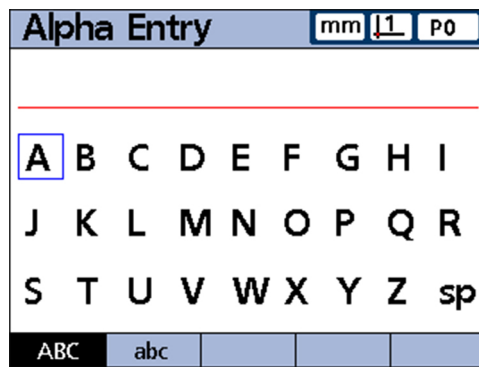 Alpha Entry mm 1 P0
A B C D E F G H I
J K L M N O P Q R
S T U V W X Y Z sp
ABC abc